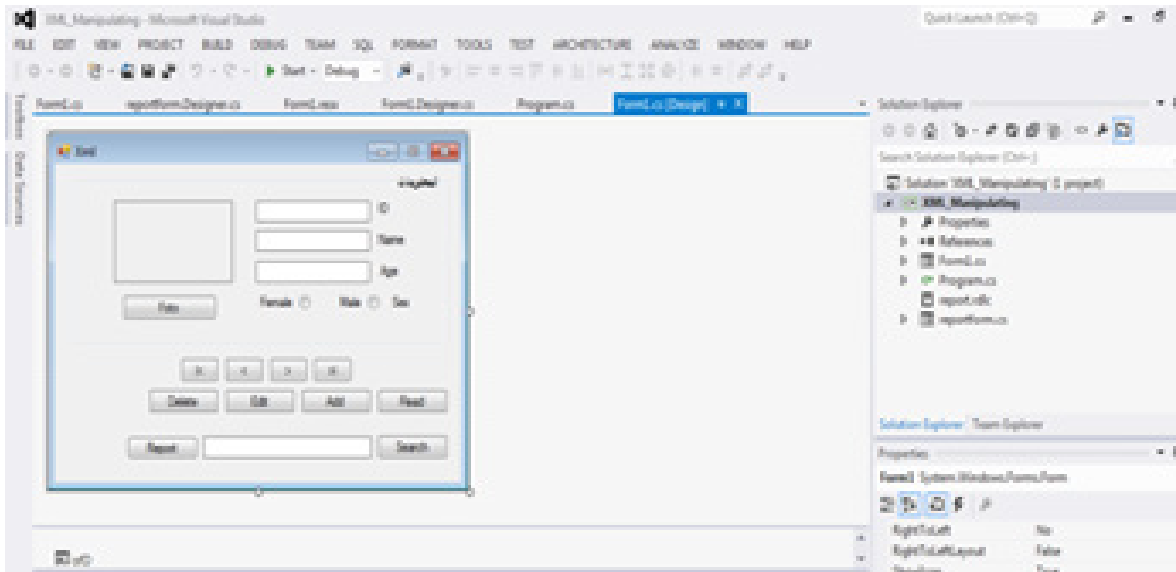 XML_Manipulating - Microsoft Visual Studio
Quick Launch (Ctrl+Q)
FILE EDIT VIEW PROJECT BUILD DEBUG TEAM SQL FORMAT TOOLS TEST ARCHITECTURE ANALYZE WINDOW HELP
Start - Debug
Toolbox
Data Sources
Form1.cs reportform.Designer.cs Form1.resx Form1.Designer.cs Program.cs Form1.cs [Design]
Xml
ID
Name
Age
Female Male Sex
Foto
< >
Delete Edit Add Read
Report Search
Solution Explorer
Search Solution Explorer (Ctrl+;)
Solution 'XML_Manipulating' (1 project)
XML_Manipulating
Properties
References
Form1.cs
Program.cs
report.rdlc
reportform.cs
Solution Explorer Team Explorer
Properties
Form1 System.Windows.Forms.Form
RightToLeft No
RightToLeftLayout False
ShowIcon True